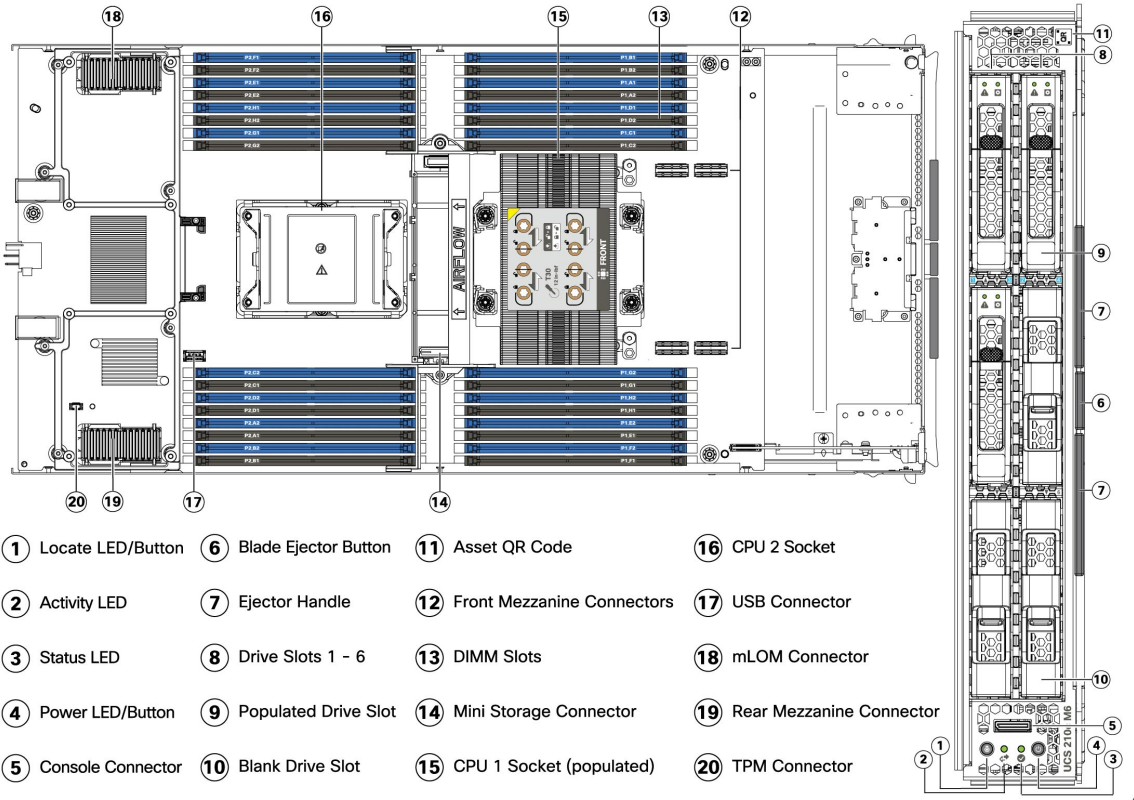 18
16
15
13
12
11
8
P2,F1
P2,F2
P2,E1
P2,E2
P2,H1
P2,H2
P2,G1
P2,G2
P1,B1
P1,B2
P1,A1
P1,A2
P1,D1
P1,D2
P1,C1
P1,C2
QR
AIRFLOW
FRONT
T30
9
7
6
7
P2,C2
P2,C1
P2,D2
P2,D1
P2,A2
P2,A1
P2,B2
P2,B1
P1,G2
P1,G1
P1,H2
P1,H1
P1,E2
P1,E1
P1,F2
P1,F1
20
19
17
14
10
5
1
4
2
3
UCS 210c M6
1 Locate LED/Button
2 Activity LED
3 Status LED
4 Power LED/Button
5 Console Connector
6 Blade Ejector Button
7 Ejector Handle
8 Drive Slots 1 - 6
9 Populated Drive Slot
10 Blank Drive Slot
11 Asset QR Code
12 Front Mezzanine Connectors
13 DIMM Slots
14 Mini Storage Connector
15 CPU 1 Socket (populated)
16 CPU 2 Socket
17 USB Connector
18 mLOM Connector
19 Rear Mezzanine Connector
20 TPM Connector